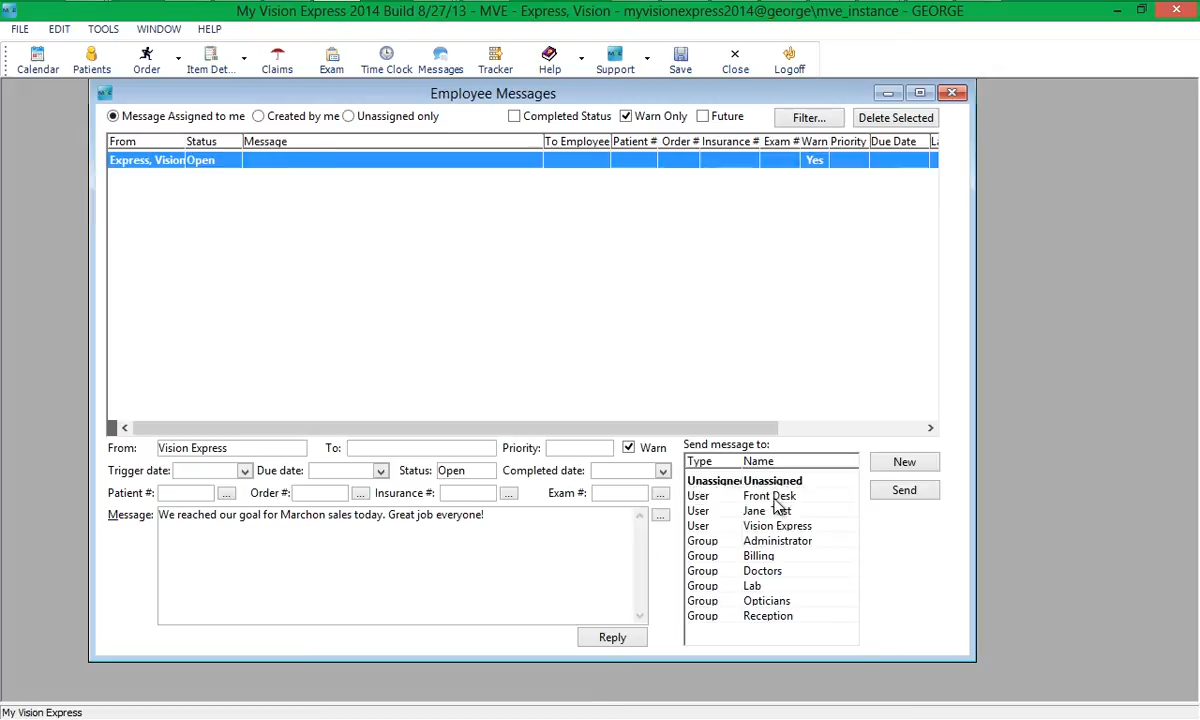 My Vision Express 2014 Build 8/27/13 - MVE - Express, Vision - myvisionexpress2014@george\mve_instance - GEORGE
FILE EDIT TOOLS WINDOW HELP
Calendar Patients Order Item Det... Claims Exam Time Clock Messages Tracker Help Support Save Close Logoff
Employee Messages
Message Assigned to me Created by me Unassigned only Completed Status Warn Only Future Filter... Delete Selected
From Status Message To Employee Patient # Order # Insurance # Exam # Warn Priority Due Date
Express, Vision Open Yes
From: Vision Express To: Priority: Warn Send message to:
Type Name New
Trigger date: Due date: Status: Open Completed date:
Unassigned Unassigned
Patient #: ... Order #: ... Insurance #: ... Exam #: ... User Front Desk Send
Message: We reached our goal for Marchon sales today. Great job everyone! ... User Jane
User Vision Express
Group Administrator
Group Billing
Group Doctors
Group Lab
Group Opticians
Group Reception
Reply
My Vision Express